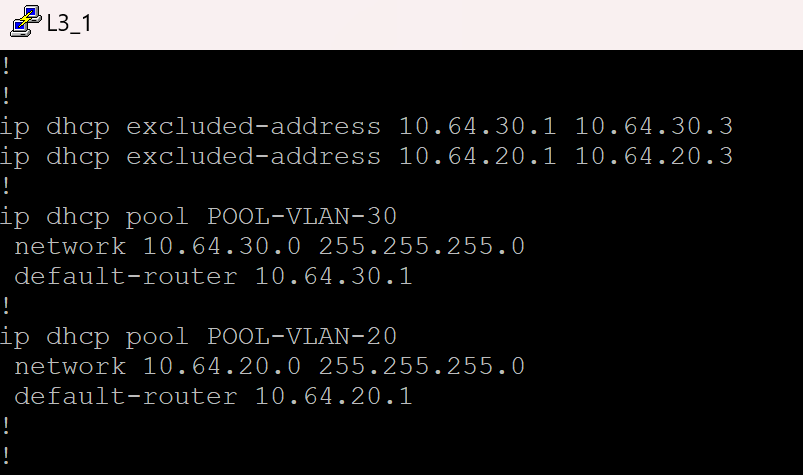 L3_1
!
!
ip dhcp excluded-address 10.64.30.1 10.64.30.3
ip dhcp excluded-address 10.64.20.1 10.64.20.3
!
ip dhcp pool POOL-VLAN-30
 network 10.64.30.0 255.255.255.0
 default-router 10.64.30.1
!
ip dhcp pool POOL-VLAN-20
 network 10.64.20.0 255.255.255.0
 default-router 10.64.20.1
!
!